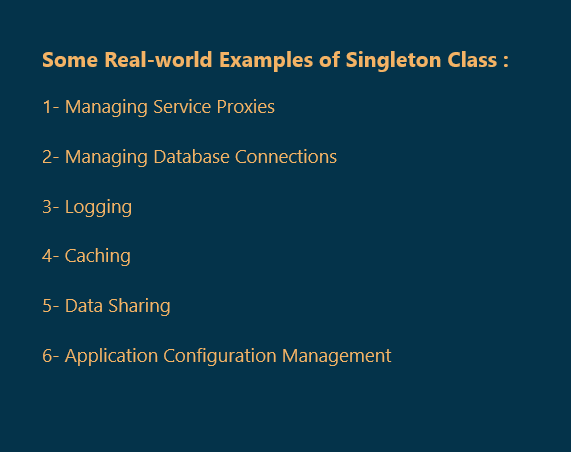 Some Real-world Examples of Singleton Class :
1- Managing Service Proxies
2- Managing Database Connections
3- Logging
4- Caching
5- Data Sharing
6- Application Configuration Management